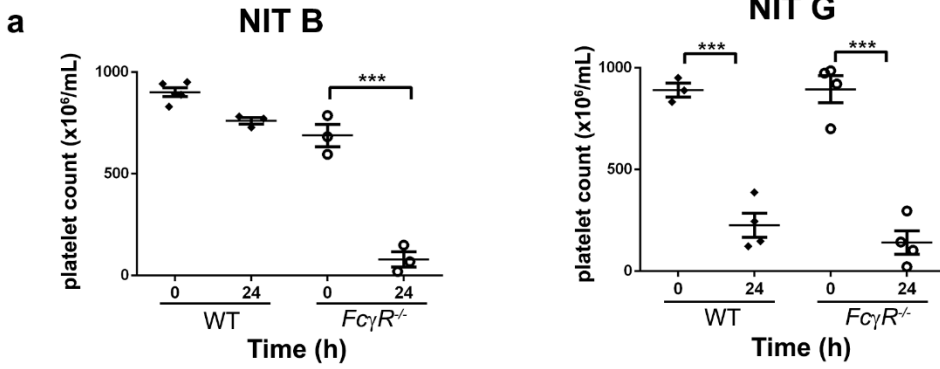 a
NIT B
platelet count (x10⁶/mL)
1000
500
0
***
0 24 0 24
WT FcγR⁻/⁻
Time (h)
NIT G
platelet count (x10⁶/mL)
1000
500
0
*** ***
0 24 0 24
WT FcγR⁻/⁻
Time (h)